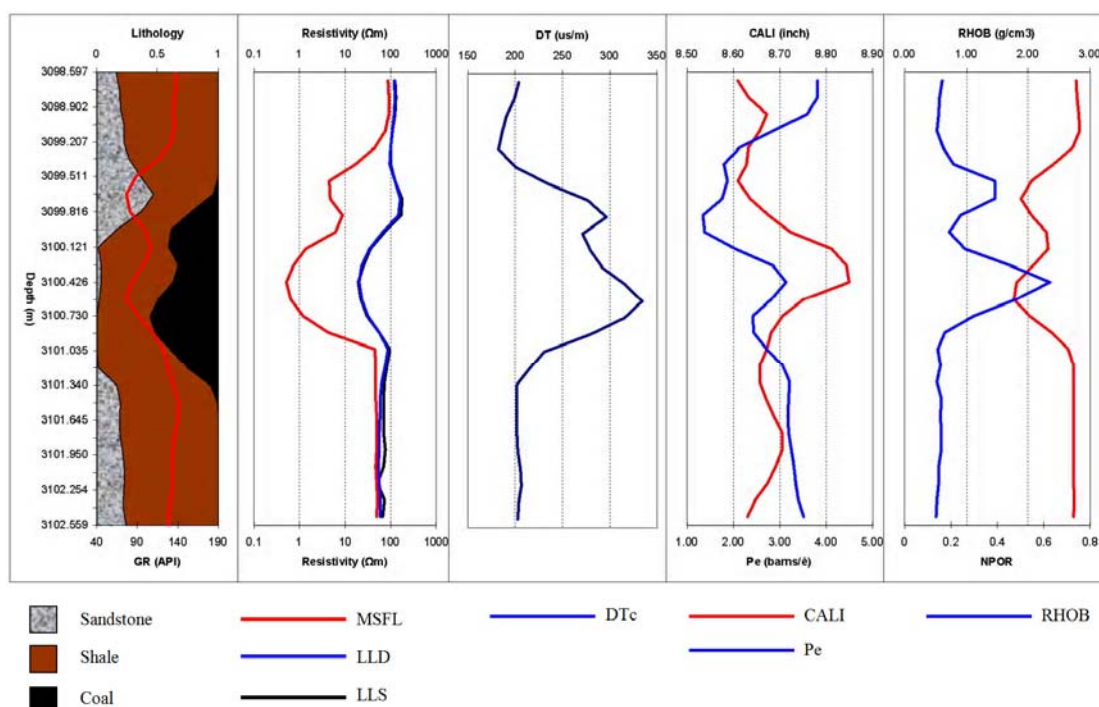 Lithology
0 0.5 1
Resistivity (Ωm)
0.1 1 10 100 1000
DT (us/m)
150 200 250 300 350
CALI (inch)
8.50 8.60 8.70 8.80 8.90
RHOB (g/cm3)
0.00 1.00 2.00 3.00
Depth (m)
3098.597
3098.902
3099.207
3099.511
3099.816
3100.121
3100.426
3100.730
3101.035
3101.340
3101.645
3101.950
3102.254
3102.559
40 90 140 190
GR (API)
0.1 1 10 100 1000
Resistivity (Ωm)
1.00 2.00 3.00 4.00 5.00
Pe (barns/è)
0 0.2 0.4 0.6 0.8
NPOR
Sandstone
Shale
Coal
MSFL
LLD
LLS
DTc
CALI
Pe
RHOB